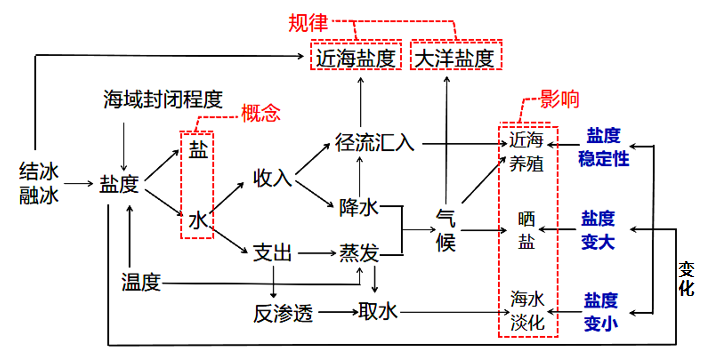 规律
近海盐度
大洋盐度
海域封闭程度
概念
影响
盐
径流汇入
近海
养殖
盐度
稳定性
结冰
融冰
盐度
收入
降水
水
气
候
晒
盐
盐度
变大
支出
蒸发
温度
变
化
反渗透
取水
海水
淡化
盐度
变小